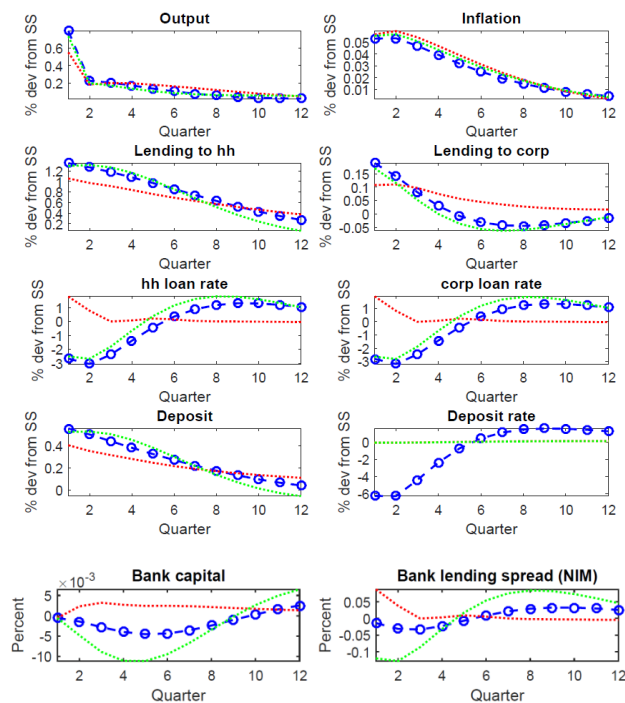 Output
% dev from SS
0.8
0.6
0.4
0.2
2 4 6 8 10 12
Quarter
Inflation
% dev from SS
0.05
0.04
0.03
0.02
0.01
2 4 6 8 10 12
Quarter
Lending to hh
% dev from SS
1.2
1
0.8
0.6
0.4
0.2
2 4 6 8 10 12
Quarter
Lending to corp
% dev from SS
0.15
0.1
0.05
0
-0.05
2 4 6 8 10 12
Quarter
hh loan rate
% dev from SS
1
0
-1
-2
-3
2 4 6 8 10 12
Quarter
corp loan rate
% dev from SS
1
0
-1
-2
-3
2 4 6 8 10 12
Quarter
Deposit
% dev from SS
0.4
0.2
0
2 4 6 8 10 12
Quarter
Deposit rate
% dev from SS
0
-2
-4
-6
2 4 6 8 10 12
Quarter
Bank capital
×10⁻³
Percent
5
0
-5
-10
2 4 6 8 10 12
Quarter
Bank lending spread (NIM)
Percent
0.05
0
-0.05
-0.1
2 4 6 8 10 12
Quarter